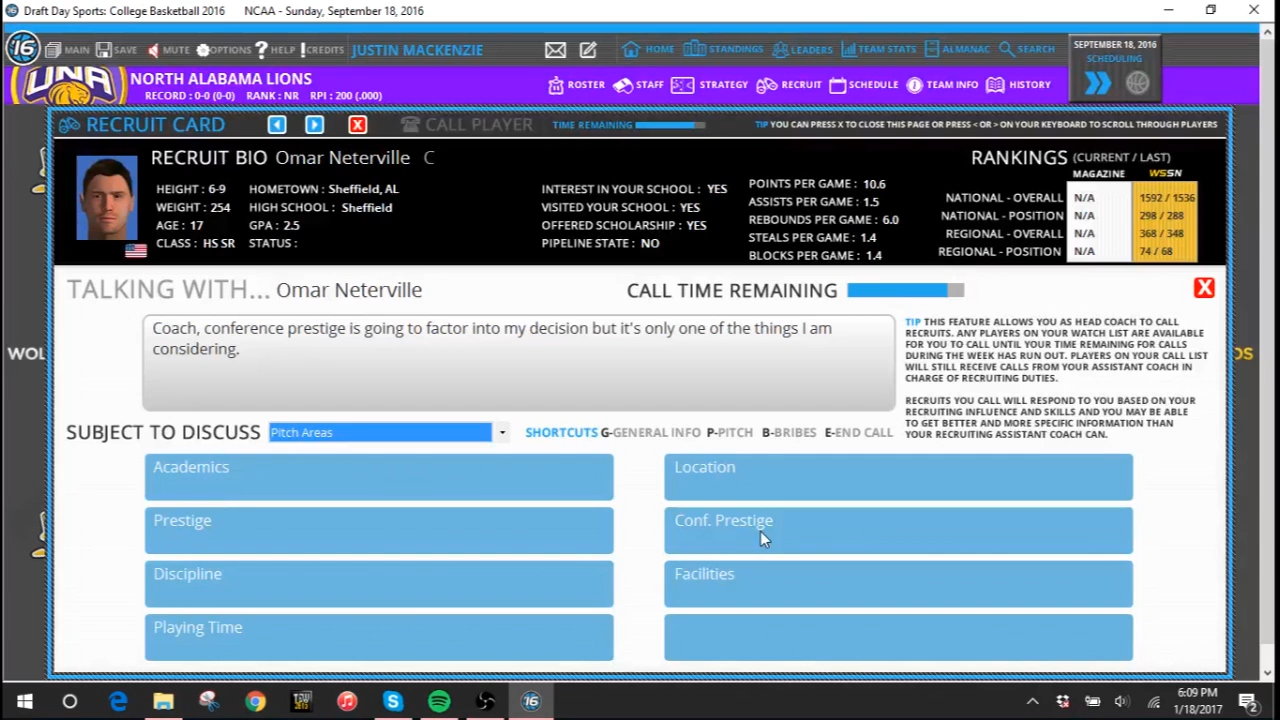 Draft Day Sports: College Basketball 2016 NCAA - Sunday, September 18, 2016
16 MAIN SAVE MUTE OPTIONS HELP CREDITS JUSTIN MACKENZIE HOME STANDINGS LEADERS TEAM STATS ALMANAC SEARCH
SEPTEMBER 18, 2016
SCHEDULING
UNA NORTH ALABAMA LIONS
RECORD : 0-0 (0-0) RANK : NR RPI : 200 (.000)
ROSTER STAFF STRATEGY RECRUIT SCHEDULE TEAM INFO HISTORY
RECRUIT CARD CALL PLAYER TIME REMAINING TIP YOU CAN PRESS X TO CLOSE THIS PAGE OR PRESS < OR > ON YOUR KEYBOARD TO SCROLL THROUGH PLAYERS
RECRUIT BIO Omar Neterville C
HEIGHT : 6-9
WEIGHT : 254
AGE : 17
CLASS : HS SR
HOMETOWN : Sheffield, AL
HIGH SCHOOL : Sheffield
GPA : 2.5
STATUS :
INTEREST IN YOUR SCHOOL : YES
VISITED YOUR SCHOOL : YES
OFFERED SCHOLARSHIP : YES
PIPELINE STATE : NO
POINTS PER GAME : 10.6
ASSISTS PER GAME : 1.5
REBOUNDS PER GAME : 6.0
STEALS PER GAME : 1.4
BLOCKS PER GAME : 1.4
RANKINGS (CURRENT / LAST)
MAGAZINE WSSN
NATIONAL - OVERALL N/A 1592 / 1536
NATIONAL - POSITION N/A 298 / 288
REGIONAL - OVERALL N/A 368 / 348
REGIONAL - POSITION N/A 74 / 68
TALKING WITH... Omar Neterville
CALL TIME REMAINING X
Coach, conference prestige is going to factor into my decision but it's only one of the things I am
considering.
TIP THIS FEATURE ALLOWS YOU AS HEAD COACH TO CALL
RECRUITS. ANY PLAYERS ON YOUR WATCH LIST ARE AVAILABLE
FOR YOU TO CALL UNTIL YOUR TIME REMAINING FOR CALLS
DURING THE WEEK HAS RUN OUT. PLAYERS ON YOUR CALL LIST
WILL STILL RECEIVE CALLS FROM YOUR ASSISTANT COACH IN
CHARGE OF RECRUITING DUTIES.
RECRUITS YOU CALL WILL RESPOND TO YOU BASED ON YOUR
RECRUITING INFLUENCE AND SKILLS AND YOU MAY BE ABLE
TO GET BETTER AND MORE SPECIFIC INFORMATION THAN
YOUR RECRUITING ASSISTANT COACH CAN.
SUBJECT TO DISCUSS Pitch Areas SHORTCUTS G-GENERAL INFO P-PITCH B-BRIBES E-END CALL
Academics
Location
Prestige
Conf. Prestige
Discipline
Facilities
Playing Time
WOL
DS
16
6:09 PM
1/18/2017
2